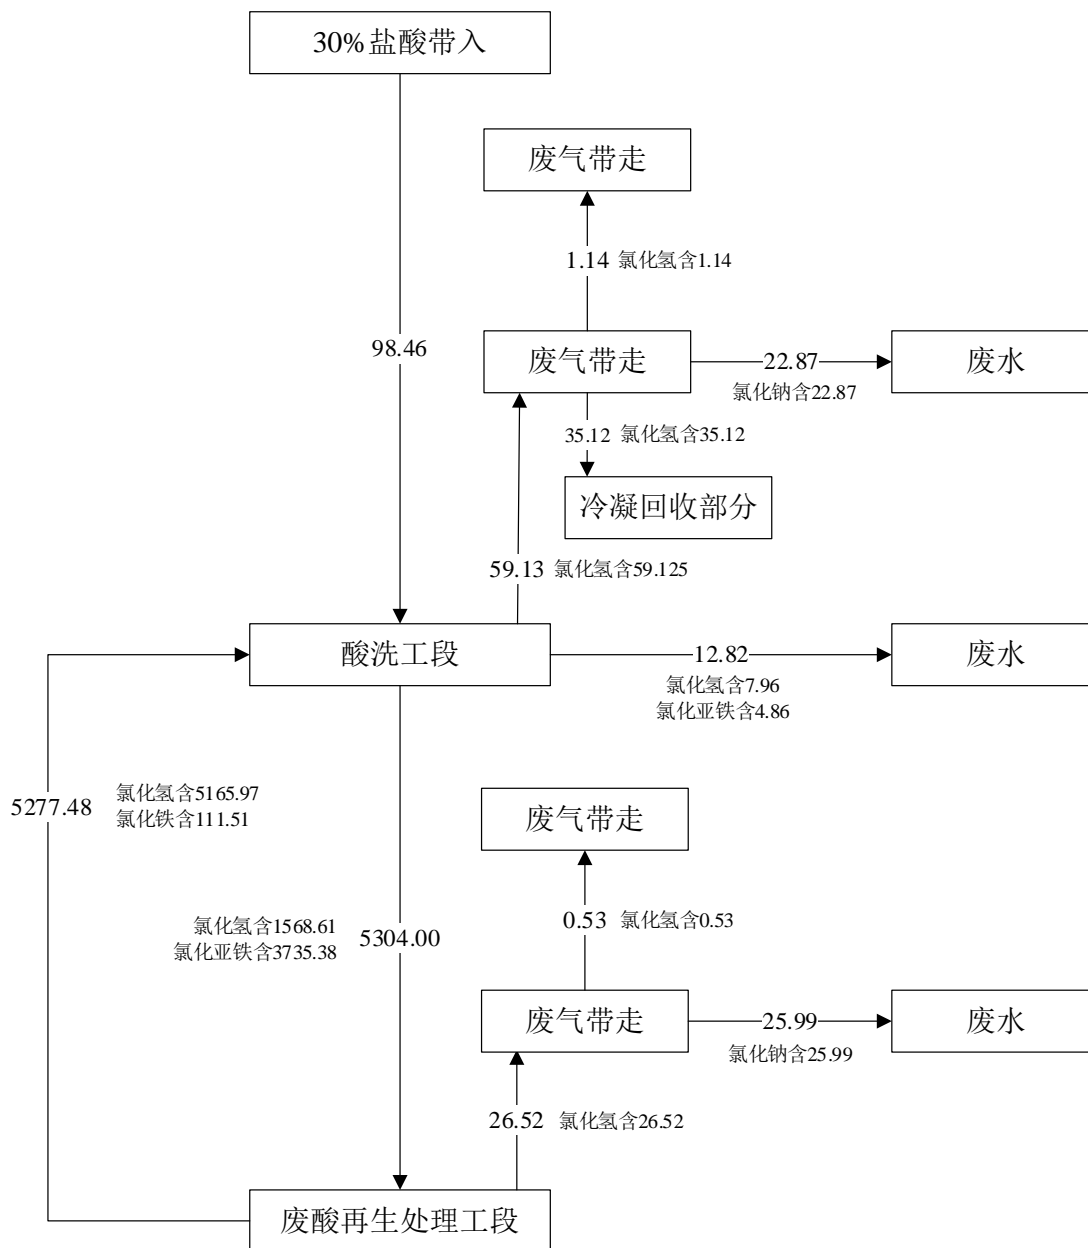 30%盐酸带入
废气带走
1.14 氯化氢含1.14
98.46
废气带走
22.87
废水
氯化钠含22.87
35.12 氯化氢含35.12
冷凝回收部分
59.13 氯化氢含59.125
酸洗工段
12.82
废水
氯化氢含7.96
氯化亚铁含4.86
5277.48
氯化氢含5165.97
氯化铁含111.51
废气带走
0.53 氯化氢含0.53
氯化氢含1568.61
氯化亚铁含3735.38
5304.00
废气带走
25.99
废水
氯化钠含25.99
26.52 氯化氢含26.52
废酸再生处理工段